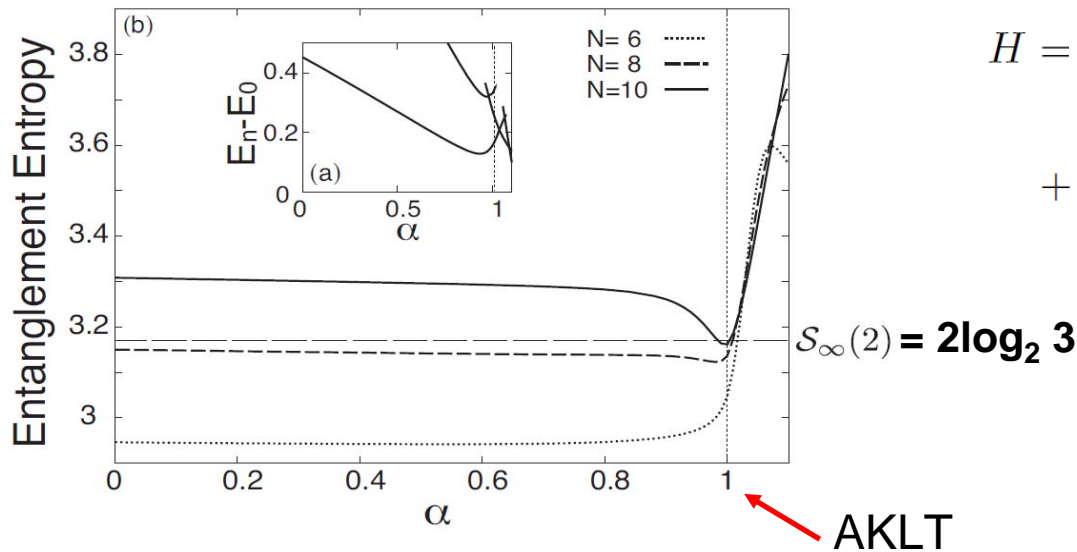 (b)
Entanglement Entropy
3.8
3.6
3.4
3.2
3
0 0.2 0.4 0.6 0.8 1
α
N= 6
N= 8
N=10
(a)
Eₙ-E₀
0.4
0.2
0
0 0.5 1
α
H =
+
𝒮∞(2) = 2log₂ 3
AKLT